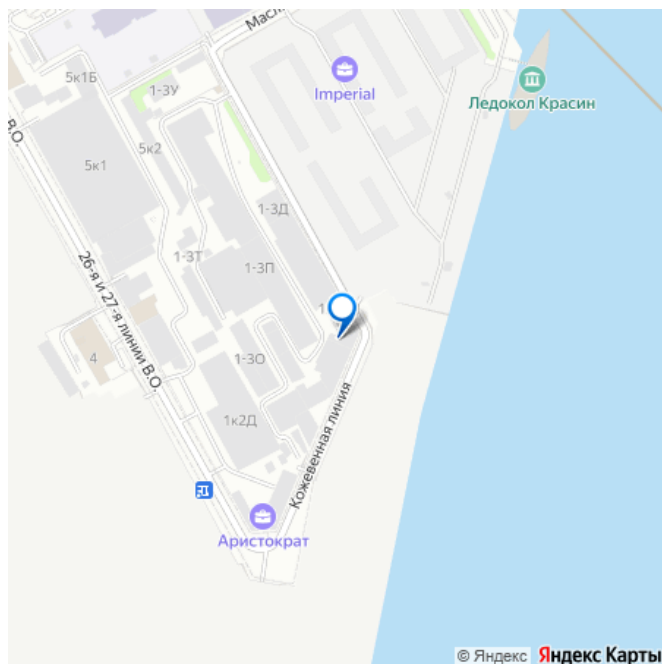 Масл
5к1Б
1-3У
Imperial
Ледокол Красин
В.О.
5к2
5к1
1-3Д
1-3Т
1-3П
26-я и 27-я линии В.О.
4
1-3О
1к2Д
Кожевенная линия
Аристократ
© Яндекс Яндекс Карты